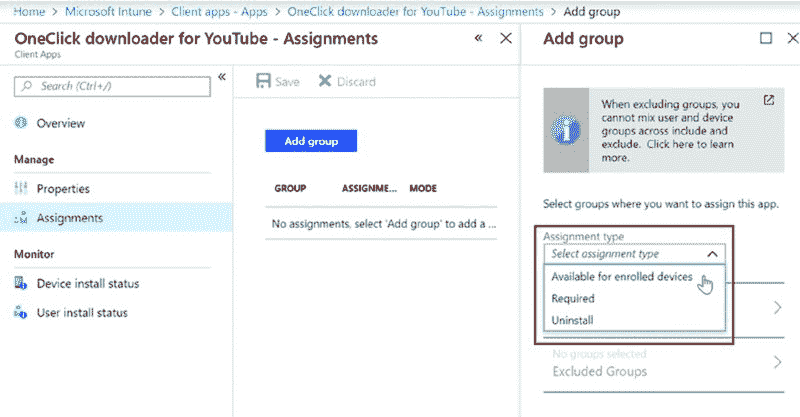 Home > Microsoft Intune > Client apps - Apps > OneClick downloader for YouTube - Assignments > Add group
OneClick downloader for YouTube - Assignments
Client Apps
Search (Ctrl+/)
Overview
Manage
Properties
Assignments
Monitor
Device install status
User install status
Save Discard
Add group
GROUP ASSIGNME... MODE
No assignments, select 'Add group' to add a ...
Add group
When excluding groups, you
cannot mix user and device
groups across include and
exclude. Click here to learn
more.
Select groups where you want to assign this app.
Assignment type
Select assignment type
Available for enrolled devices
Required
Uninstall
No groups selected
Excluded Groups